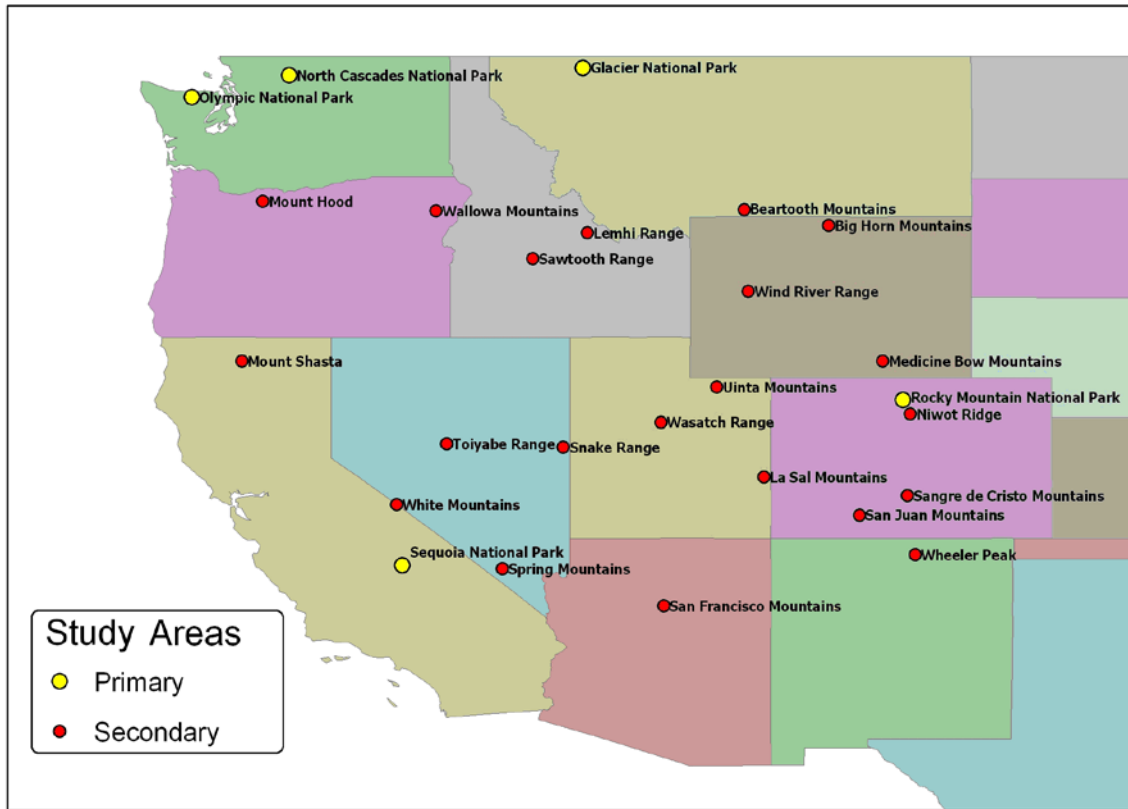 North Cascades National Park
Glacier National Park
Olympic National Park
Mount Hood
Wallowa Mountains
Beartooth Mountains
Big Horn Mountains
Lemhi Range
Sawtooth Range
Wind River Range
Mount Shasta
Medicine Bow Mountains
Uinta Mountains
Rocky Mountain National Park
Niwot Ridge
Wasatch Range
Toiyabe Range
Snake Range
La Sal Mountains
Sangre de Cristo Mountains
White Mountains
San Juan Mountains
Sequoia National Park
Wheeler Peak
Spring Mountains
San Francisco Mountains
Study Areas
Primary
Secondary